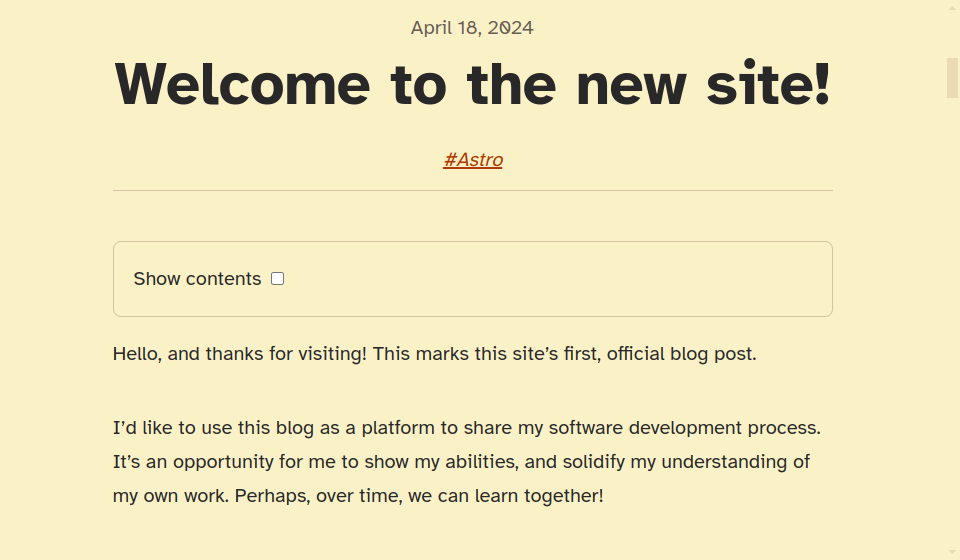 April 18, 2024
Welcome to the new site!
#Astro
Show contents
Hello, and thanks for visiting! This marks this site’s first, official blog post.
I’d like to use this blog as a platform to share my software development process.
It’s an opportunity for me to show my abilities, and solidify my understanding of
my own work. Perhaps, over time, we can learn together!